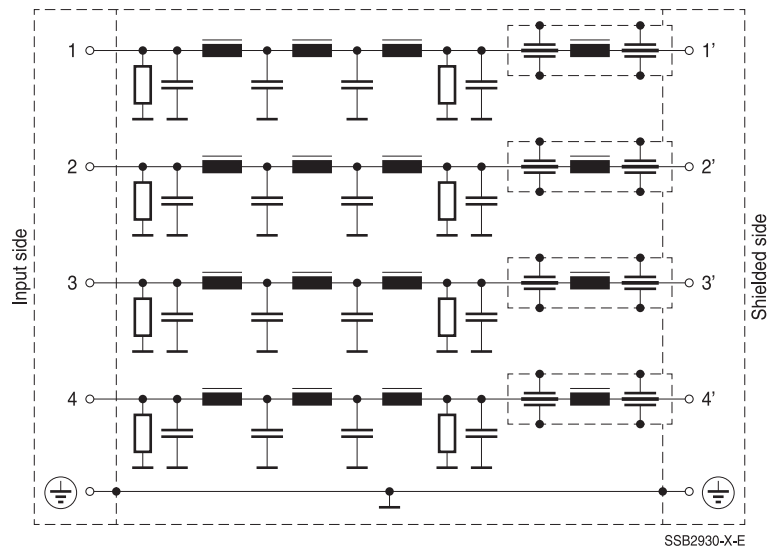 1 1’
2 2’
3 3’
4 4’
Input side
Shielded side
SSB2930-X-E